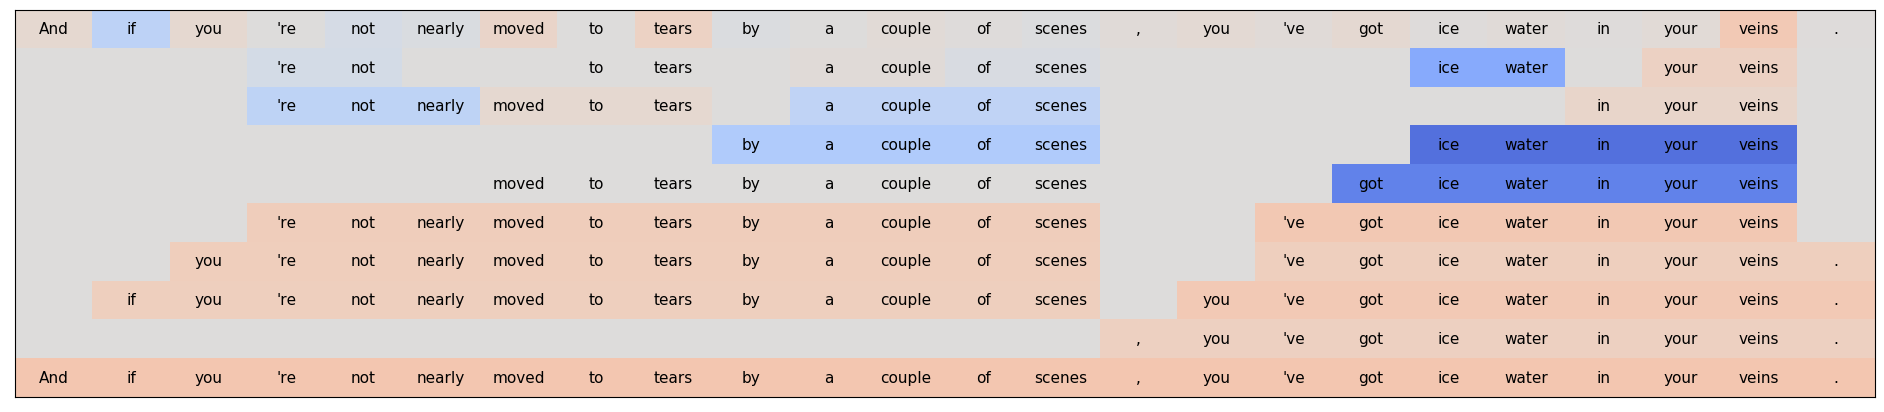 And if you 're not nearly moved to tears by a couple of scenes , you 've got ice water in your veins .
're not to tears a couple of scenes ice water your veins
're not nearly moved to tears a couple of scenes in your veins
by a couple of scenes ice water in your veins
moved to tears by a couple of scenes got ice water in your veins
're not nearly moved to tears by a couple of scenes 've got ice water in your veins
you 're not nearly moved to tears by a couple of scenes 've got ice water in your veins .
if you 're not nearly moved to tears by a couple of scenes you 've got ice water in your veins .
, you 've got ice water in your veins .
And if you 're not nearly moved to tears by a couple of scenes , you 've got ice water in your veins .